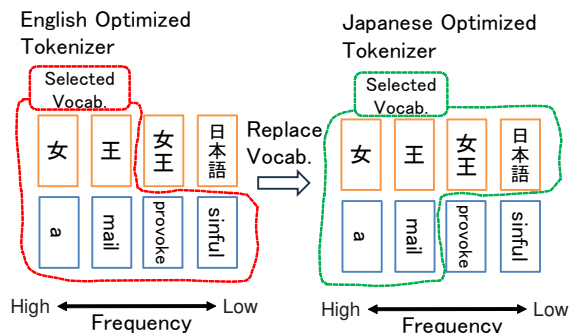 English Optimized
Tokenizer
Selected
Vocab.
女
王
女王
日本語
a
mail
provoke
sinful
High
Low
Frequency
Replace
Vocab.
Japanese Optimized
Tokenizer
Selected
Vocab.
女
王
女王
日本語
a
mail
provoke
sinful
High
Low
Frequency